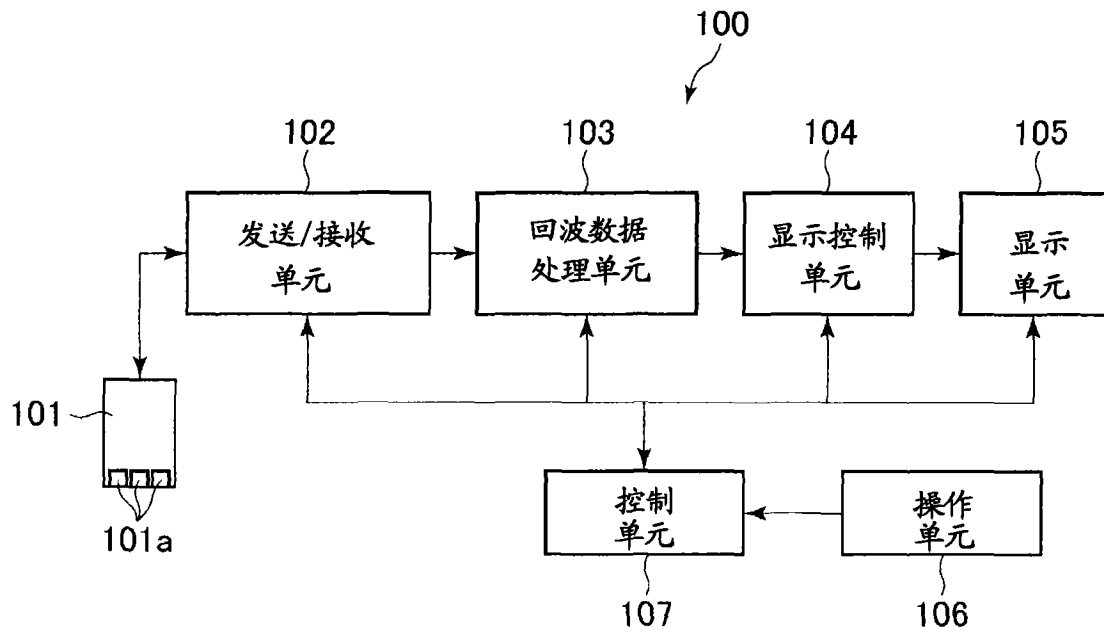 100
102
103
104
105
发送/接收
单元
回波数据
处理单元
显示控制
单元
显示
单元
101
101a
控制
单元
操作
单元
107
106